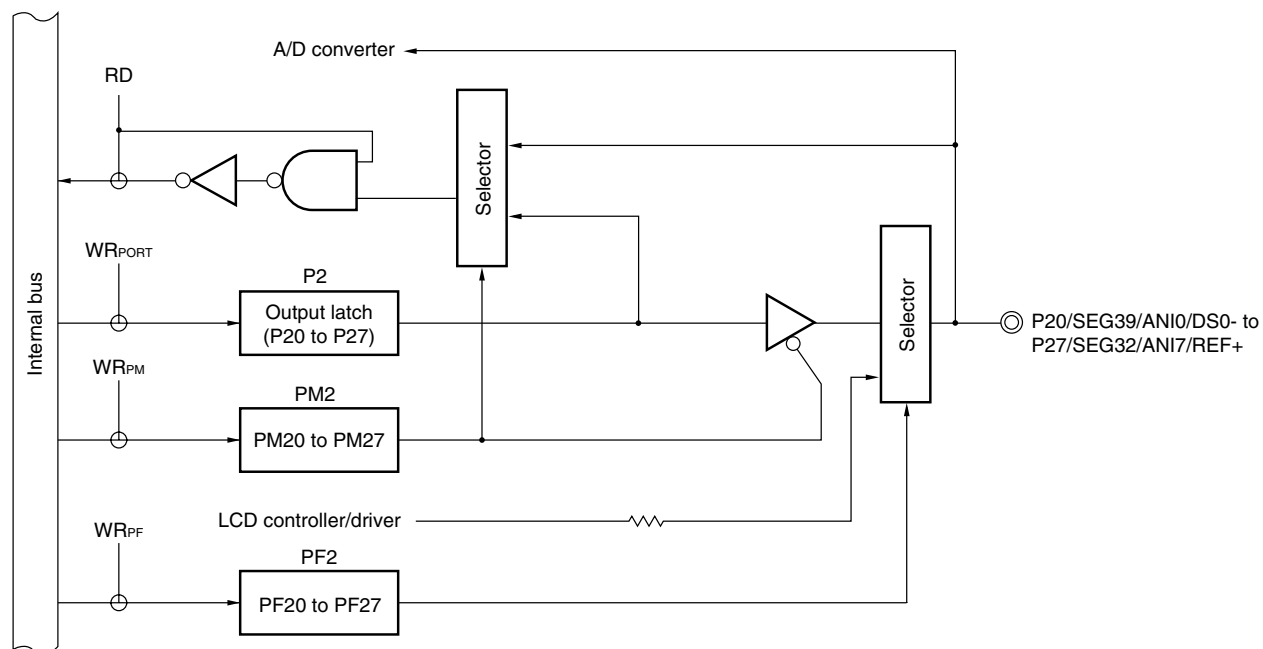 A/D converter
RD
Selector
WRPORT
P2
Output latch
(P20 to P27)
Selector
P20/SEG39/ANI0/DS0- to
P27/SEG32/ANI7/REF+
Internal bus
WRPM
PM2
PM20 to PM27
LCD controller/driver
WRPF
PF2
PF20 to PF27